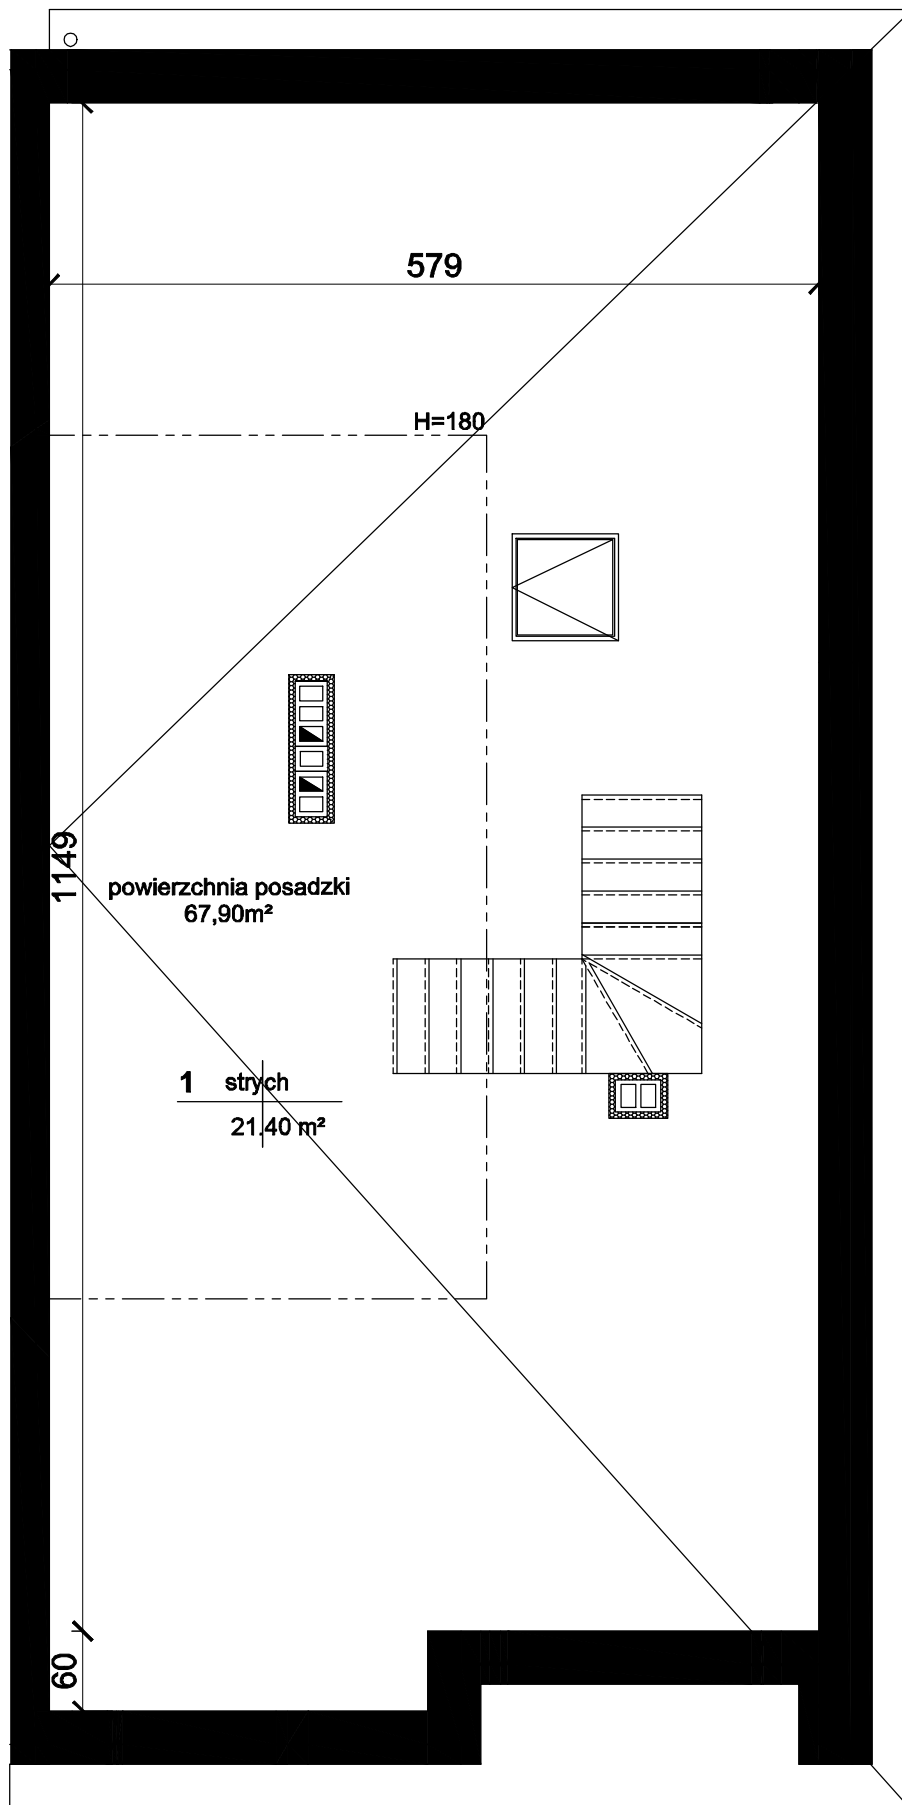 579
H=180
1149
powierzchnia posadzki
67,90m²
1 strych
21.40 m²
60